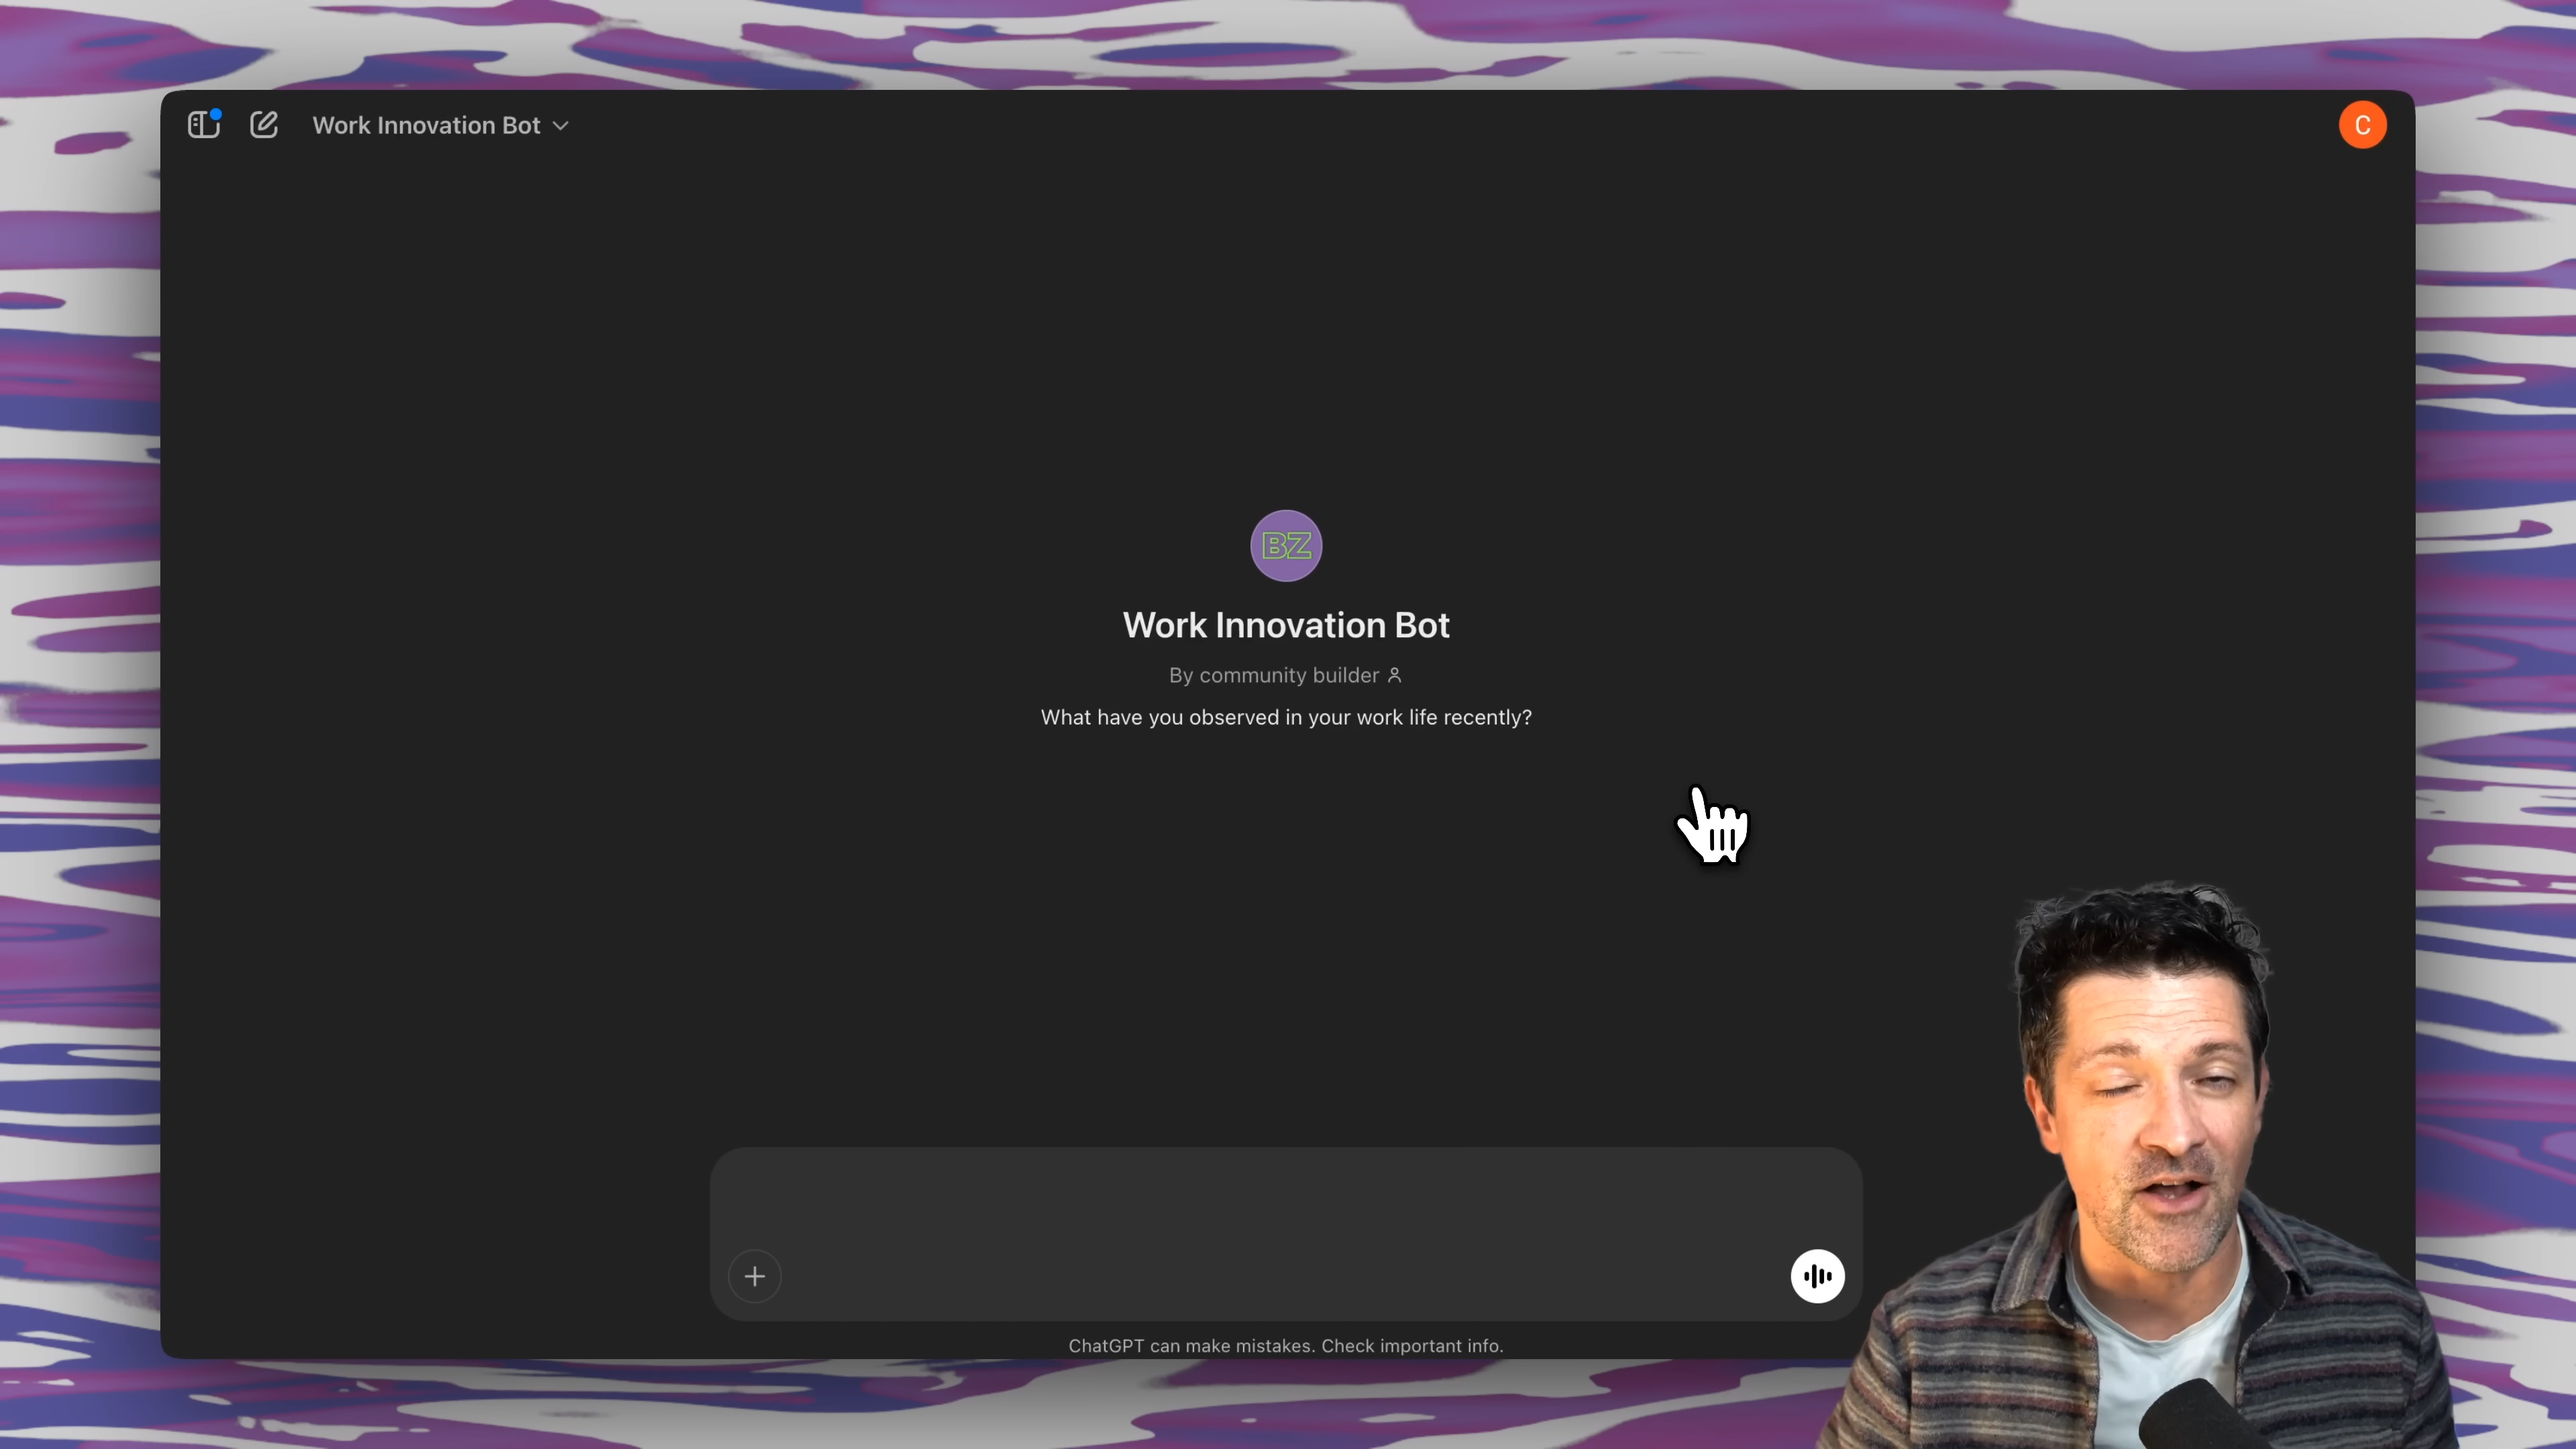 Work Innovation Bot
C
BZ
Work Innovation Bot
By community builder
What have you observed in your work life recently?
ChatGPT can make mistakes. Check important info.